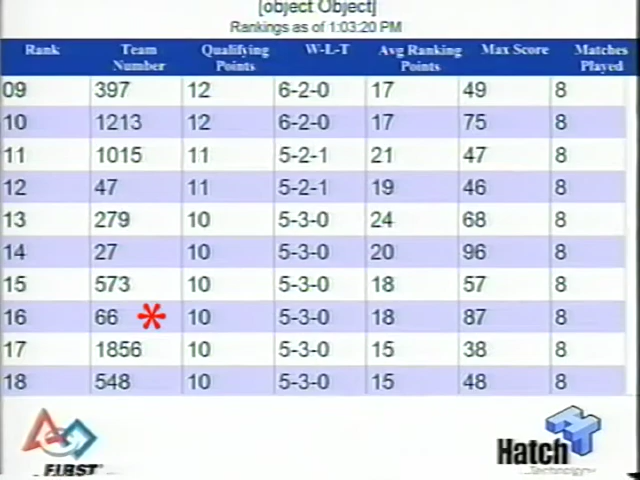 [object Object]
Rankings as of 1:03:20 PM
Rank Team Number Qualifying Points W-L-T Avg Ranking Points Max Score Matches Played
09 397 12 6-2-0 17 49 8
10 1213 12 6-2-0 17 75 8
11 1015 11 5-2-1 21 47 8
12 47 11 5-2-1 19 46 8
13 279 10 5-3-0 24 68 8
14 27 10 5-3-0 20 96 8
15 573 10 5-3-0 18 57 8
16 66 * 10 5-3-0 18 87 8
17 1856 10 5-3-0 15 38 8
18 548 10 5-3-0 15 48 8
FIRST
Hatch
Technology